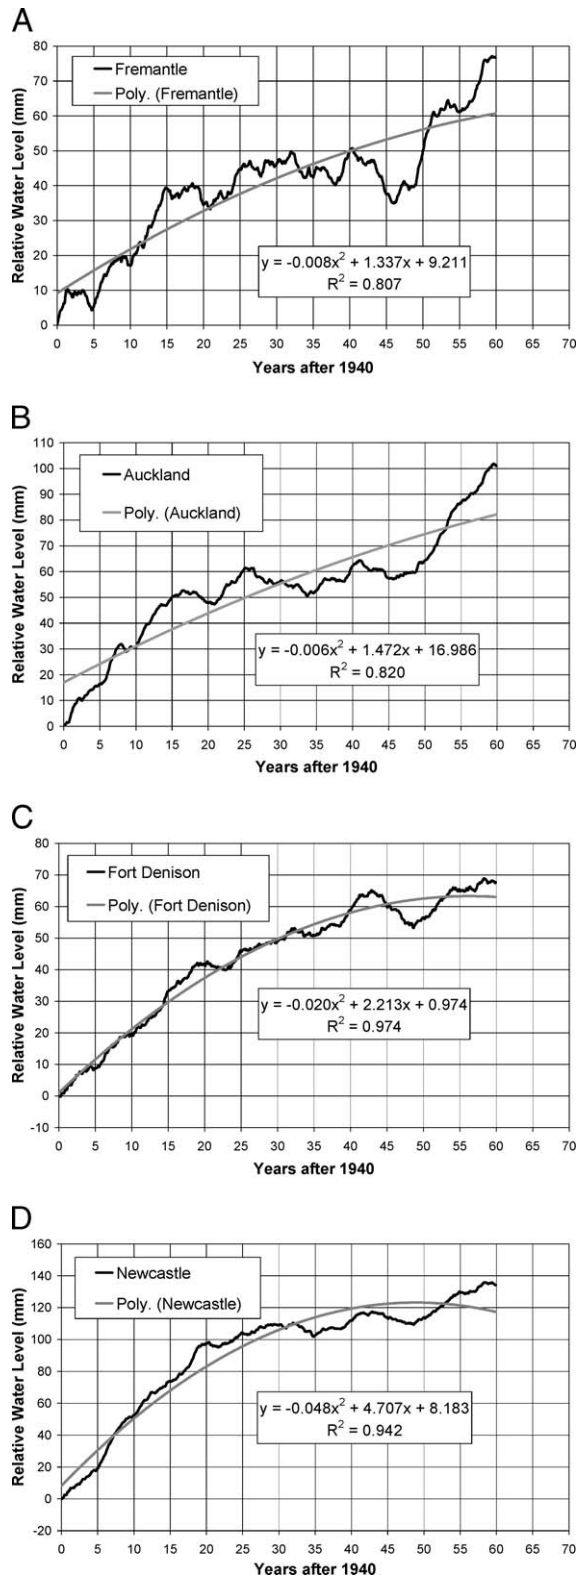 A
80
70
60
50
40
30
20
10
0
Relative Water Level (mm)
Fremantle
Poly. (Fremantle)
y = -0.008x² + 1.337x + 9.211
R² = 0.807
0 5 10 15 20 25 30 35 40 45 50 55 60 65 70
Years after 1940
B
110
100
90
80
70
60
50
40
30
20
10
0
Relative Water Level (mm)
Auckland
Poly. (Auckland)
y = -0.006x² + 1.472x + 16.986
R² = 0.820
0 5 10 15 20 25 30 35 40 45 50 55 60 65 70
Years after 1940
C
80
70
60
50
40
30
20
10
0
-10
Relative Water Level (mm)
Fort Denison
Poly. (Fort Denison)
y = -0.020x² + 2.213x + 0.974
R² = 0.974
0 5 10 15 20 25 30 35 40 45 50 55 60 65 70
Years after 1940
D
160
140
120
100
80
60
40
20
0
-20
Relative Water Level (mm)
Newcastle
Poly. (Newcastle)
y = -0.048x² + 4.707x + 8.183
R² = 0.942
0 5 10 15 20 25 30 35 40 45 50 55 60 65 70
Years after 1940